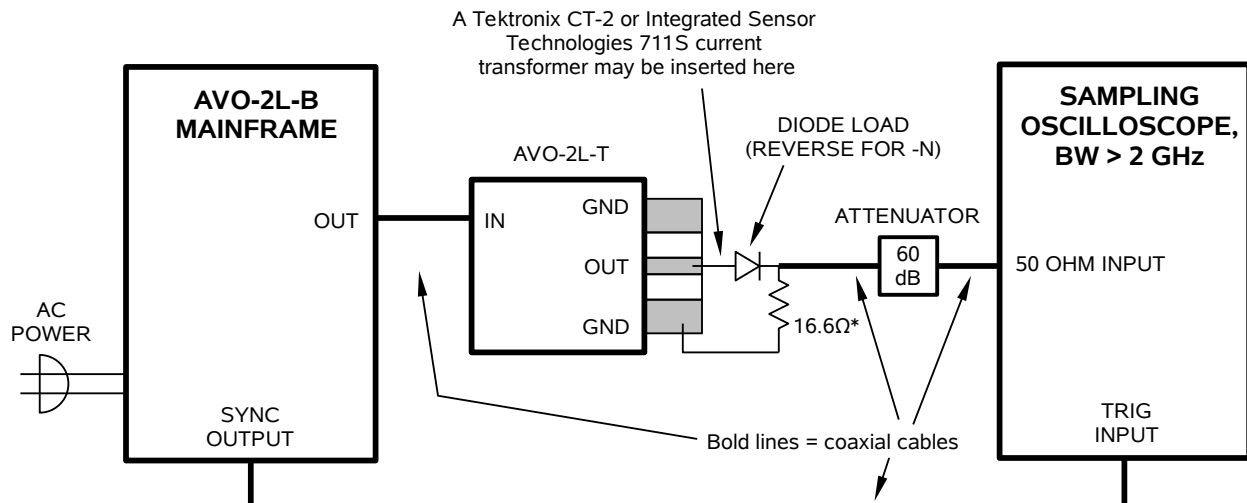 A Tektronix CT-2 or Integrated Sensor
Technologies 711S current
transformer may be inserted here
AVO-2L-B
MAINFRAME
SAMPLING
OSCILLOSCOPE,
BW > 2 GHz
DIODE LOAD
(REVERSE FOR -N)
AVO-2L-T
OUT
IN
GND
OUT
GND
ATTENUATOR
60
dB
50 OHM INPUT
16.6Ω*
AC
POWER
SYNC
OUTPUT
Bold lines = coaxial cables
TRIG
INPUT